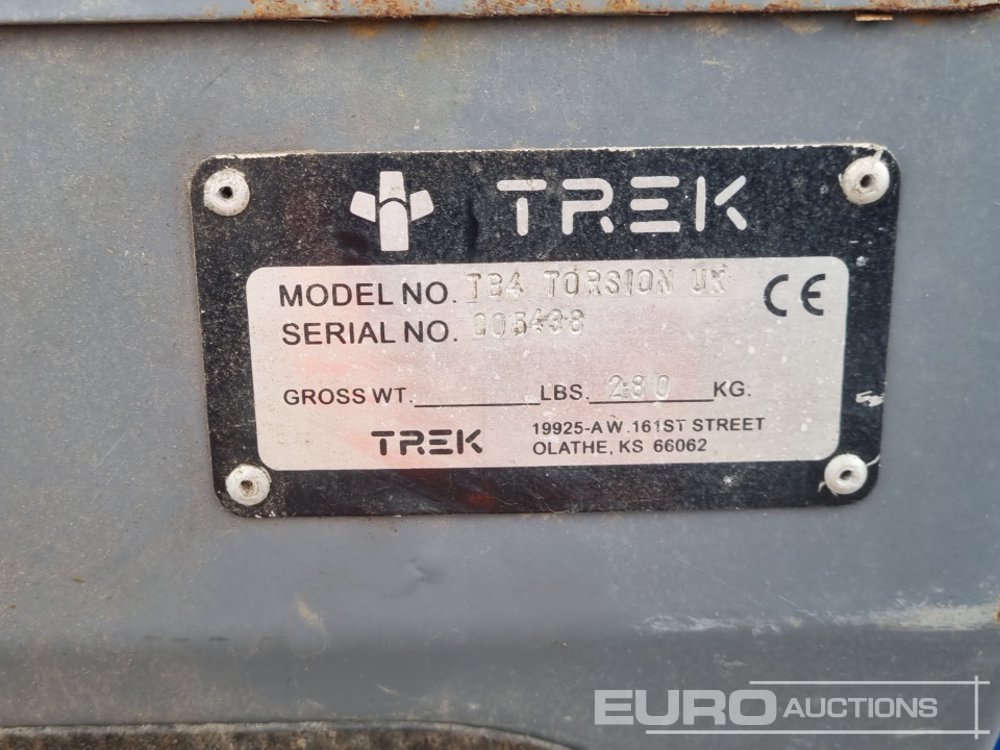 TREK
MODEL NO. TB4 TORSION UK CE
SERIAL NO. 005438
GROSS WT. LBS. 280 KG.
TREK 19925-A W. 161ST STREET
OLATHE, KS 66062
EURO AUCTIONS